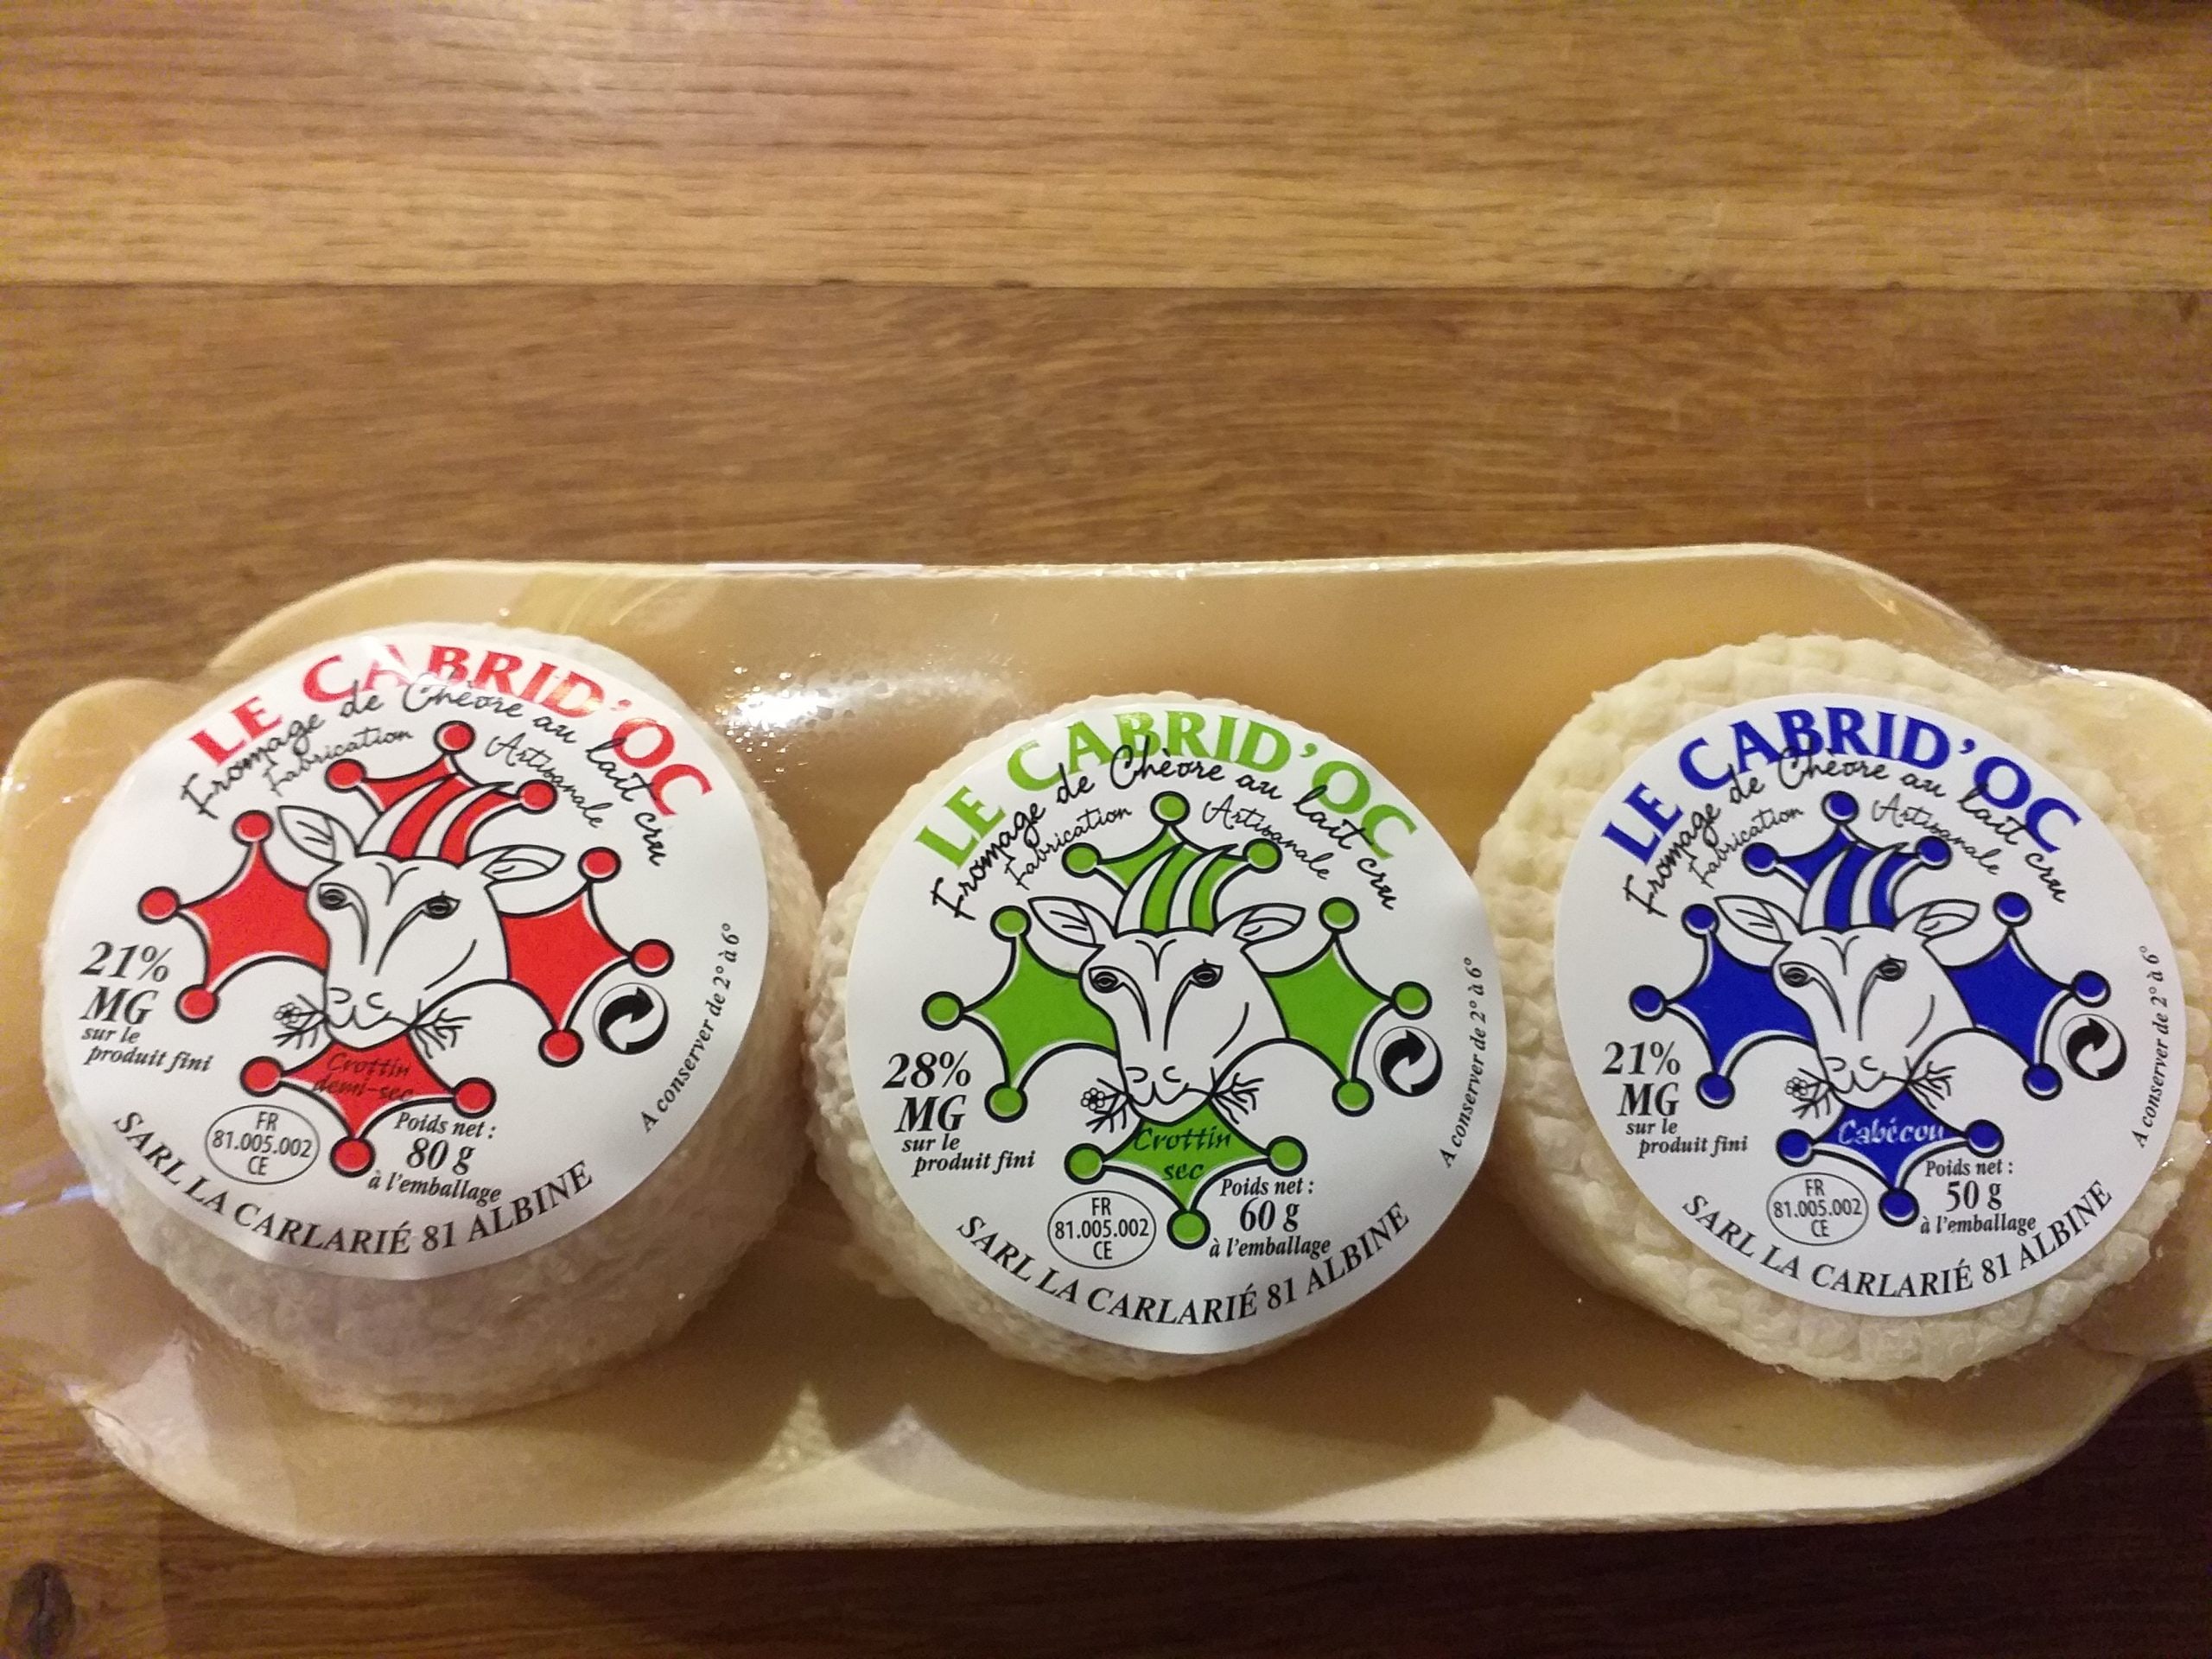 LE CABRID'OC
Fromage de Chèvre au lait cru
Fabrication Artisanale
21%
MG
sur le
produit fini
A conserver de 2° à 6°
Crottin
demi-sec
FR
81.005.002
CE
Poids net :
80 g
à l'emballage
SARL LA CARLARIÉ 81 ALBINE
LE CABRID'OC
Fromage de Chèvre au lait cru
Fabrication Artisanale
28%
MG
sur le
produit fini
A conserver de 2° à 6°
Crottin
sec
FR
81.005.002
CE
Poids net :
60 g
à l'emballage
SARL LA CARLARIÉ 81 ALBINE
LE CABRID'OC
Fromage de Chèvre au lait cru
Fabrication Artisanale
21%
MG
sur le
produit fini
A conserver de 2° à 6°
Cabécou
FR
81.005.002
CE
Poids net :
50 g
à l'emballage
SARL LA CARLARIÉ 81 ALBINE